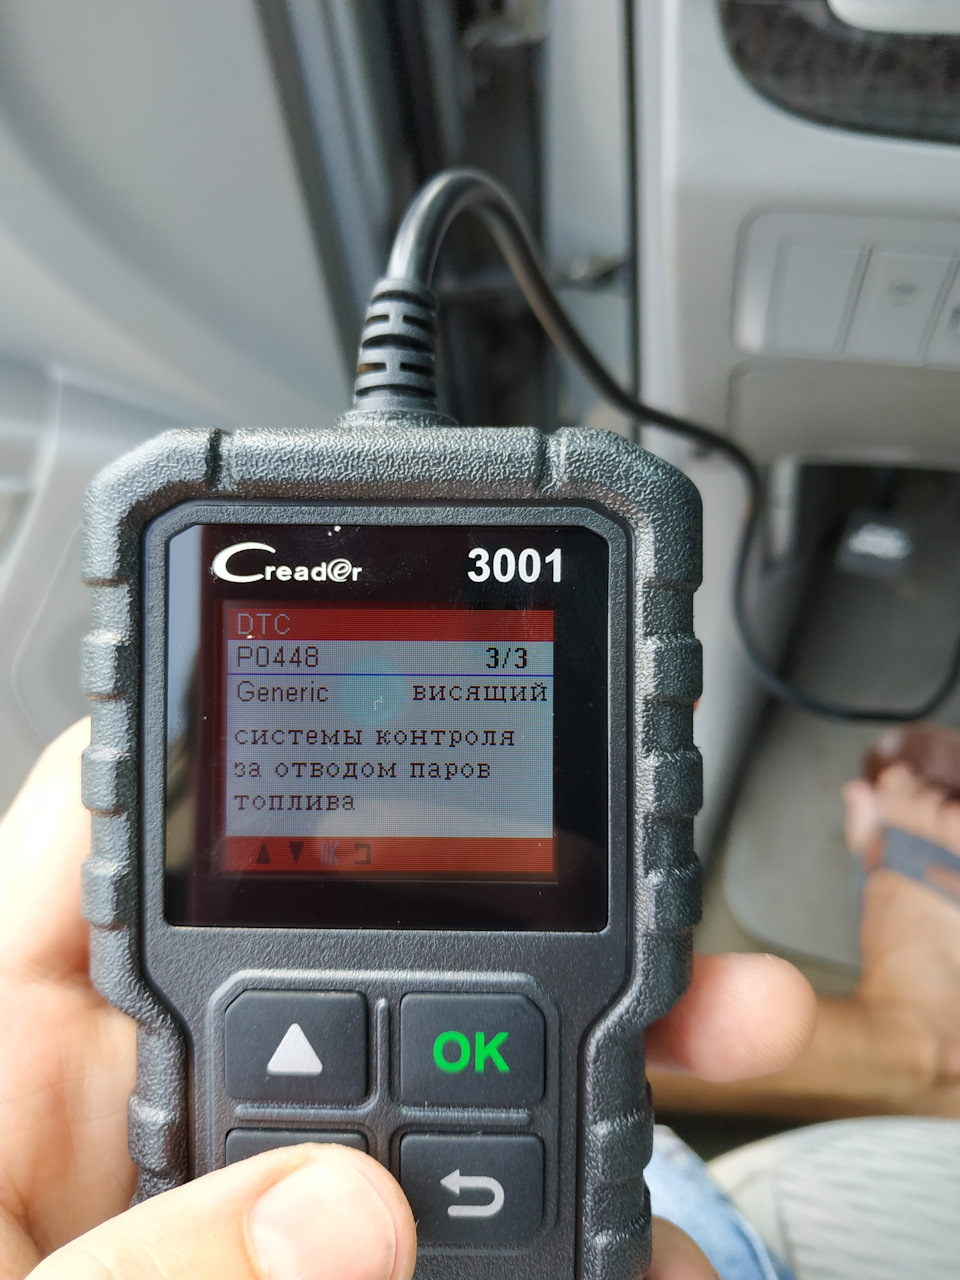 Creader 3001
DTC
P0448 3/3
Generic висящий
системы контроля
за отводом паров
топлива
OK